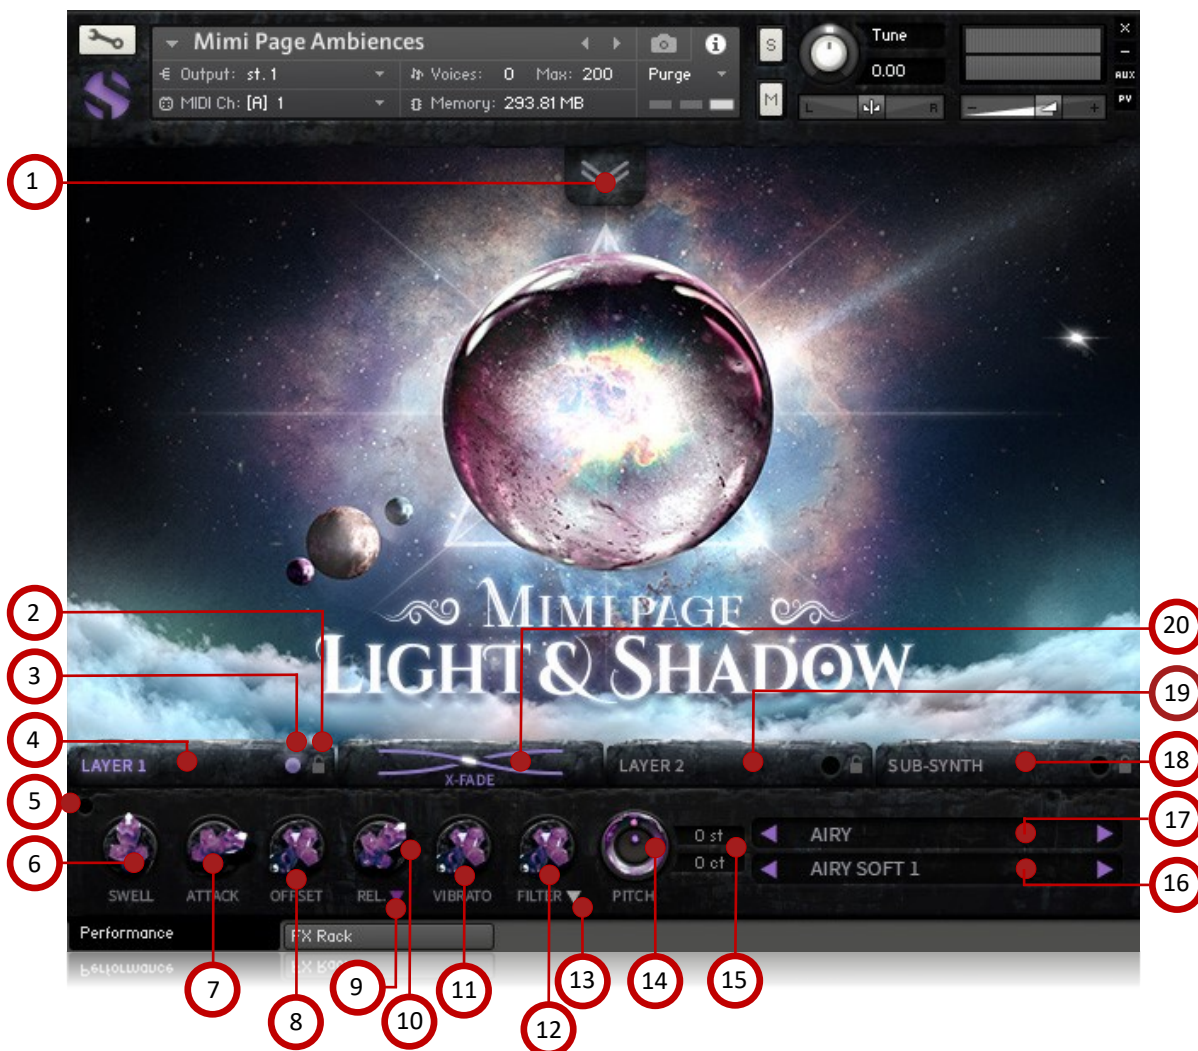 Mimi Page Ambiences
S
Tune
X
Output: st. 1
Voices: 0 Max: 200
Purge
0.00
AUX
MIDI Ch: [A] 1
Memory: 293.81 MB
M
L
R
-
+
PV
1
MIMI PAGE
LIGHT & SHADOW
2
20
3
19
4
LAYER 1
X-FADE
LAYER 2
SUB-SYNTH
18
5
17
0 st
AIRY
6
0 ct
AIRY SOFT 1
16
SWELL
ATTACK
OFFSET
REL.
VIBRATO
FILTER
PITCH
Performance
FX Rack
7
8
9
10
11
12
13
14
15